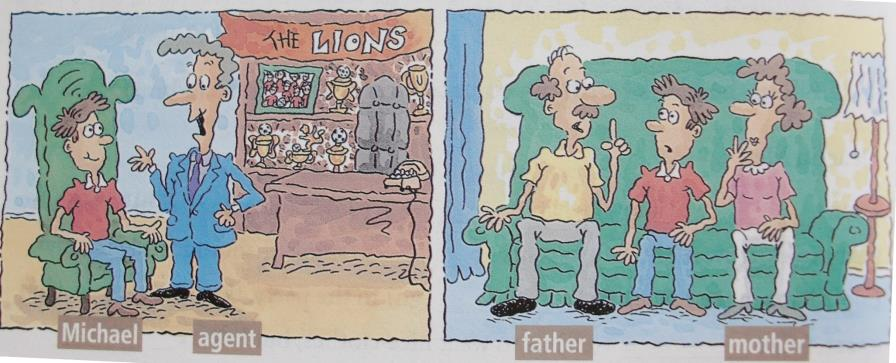 THE LIONS
Michael
agent
father
mother